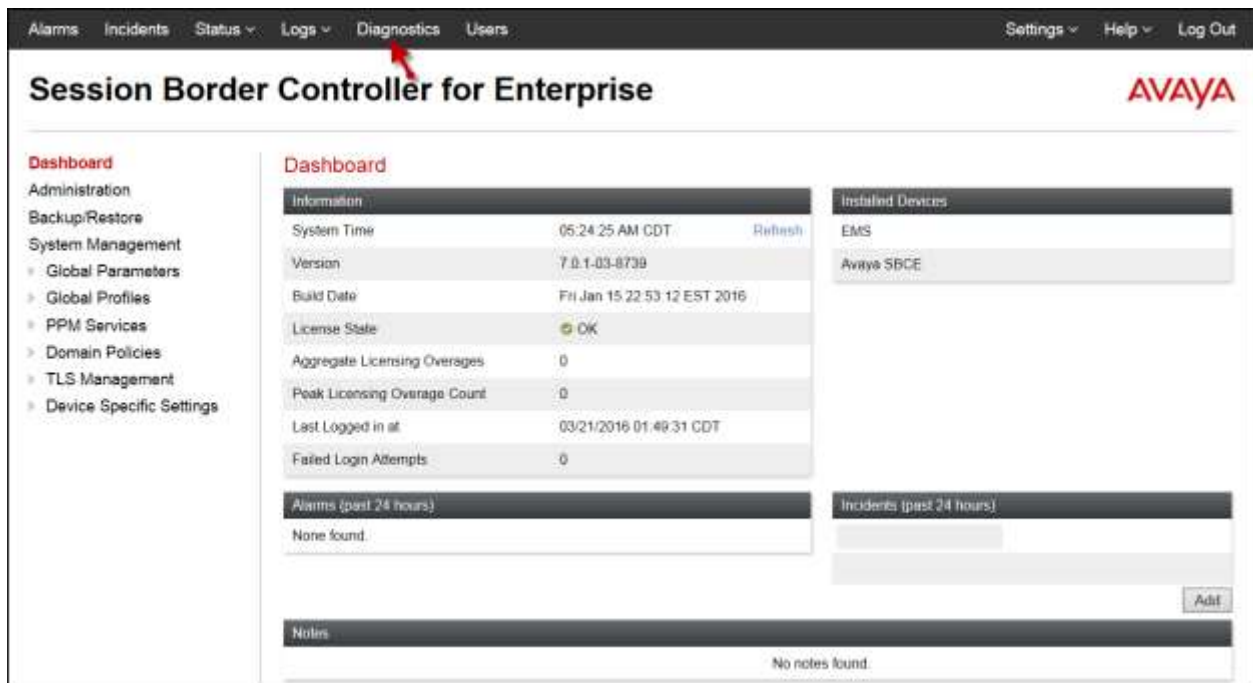 Alarms Incidents Status Logs Diagnostics Users Settings Help Log Out
Session Border Controller for Enterprise
AVAYA
Dashboard
Administration
Backup/Restore
System Management
Global Parameters
Global Profiles
PPM Services
Domain Policies
TLS Management
Device Specific Settings
Dashboard
Information
System Time 05:24:25 AM CDT Refresh
Version 7.0.1-03-8739
Build Date Fri Jan 15 22:53:12 EST 2016
License State OK
Aggregate Licensing Overages 0
Peak Licensing Overage Count 0
Last Logged in at 03/21/2016 01:49:31 CDT
Failed Login Attempts 0
Installed Devices
EMS
Avaya SBCE
Alarms (past 24 hours)
None found.
Incidents (past 24 hours)
Add
Notes
No notes found.